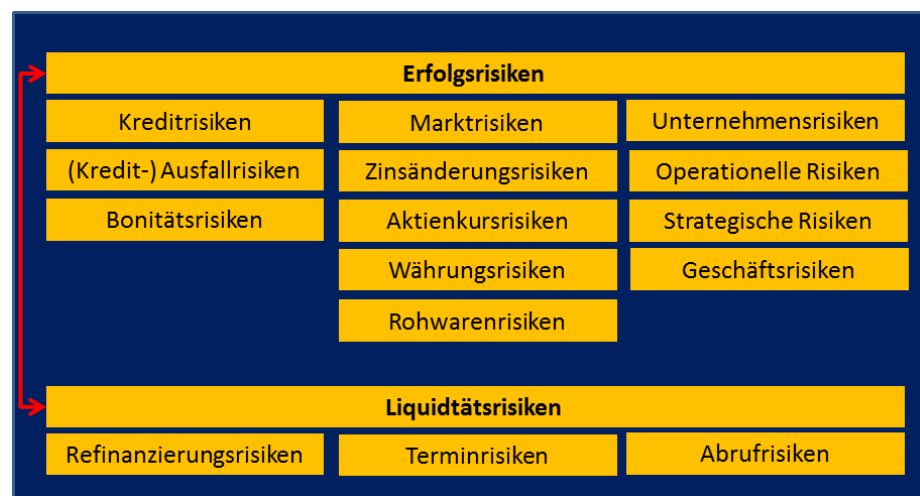 Erfolgsrisiken
Kreditrisiken
Marktrisiken
Unternehmensrisiken
(Kredit-) Ausfallrisiken
Zinsänderungsrisiken
Operationelle Risiken
Bonitätsrisiken
Aktienkursrisiken
Strategische Risiken
Währungsrisiken
Geschäftsrisiken
Rohwarenrisiken
Liquidtätsrisiken
Refinanzierungsrisiken
Terminrisiken
Abrufrisiken